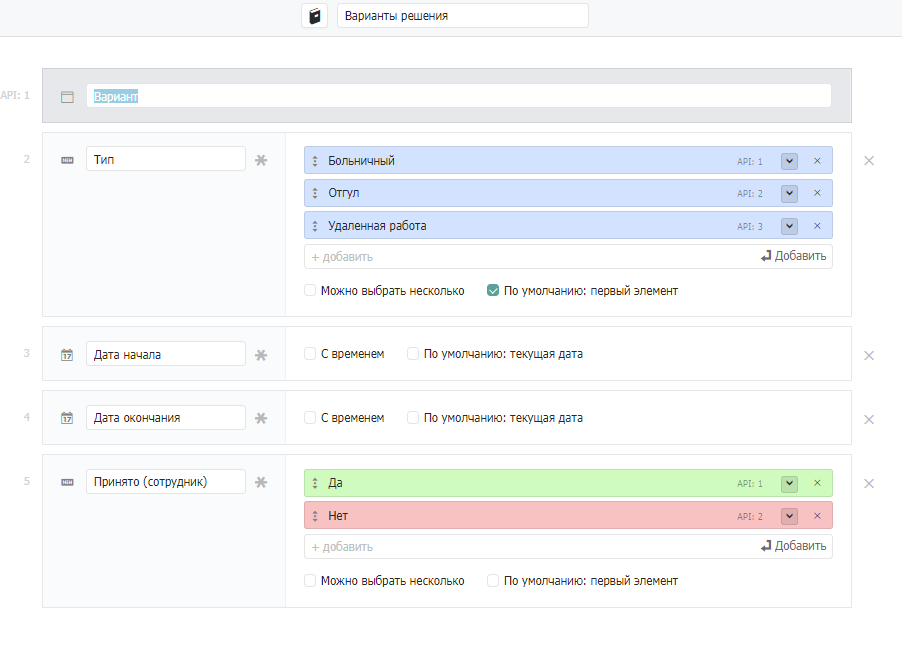 Варианты решения
API: 1
Вариант
2
Тип
Больничный API: 1
Отгул API: 2
Удаленная работа API: 3
+ добавить Добавить
Можно выбрать несколько По умолчанию: первый элемент
3
17 Дата начала С временем По умолчанию: текущая дата
4
17 Дата окончания С временем По умолчанию: текущая дата
5
Принято (сотрудник)
Да API: 1
Нет API: 2
+ добавить Добавить
Можно выбрать несколько По умолчанию: первый элемент